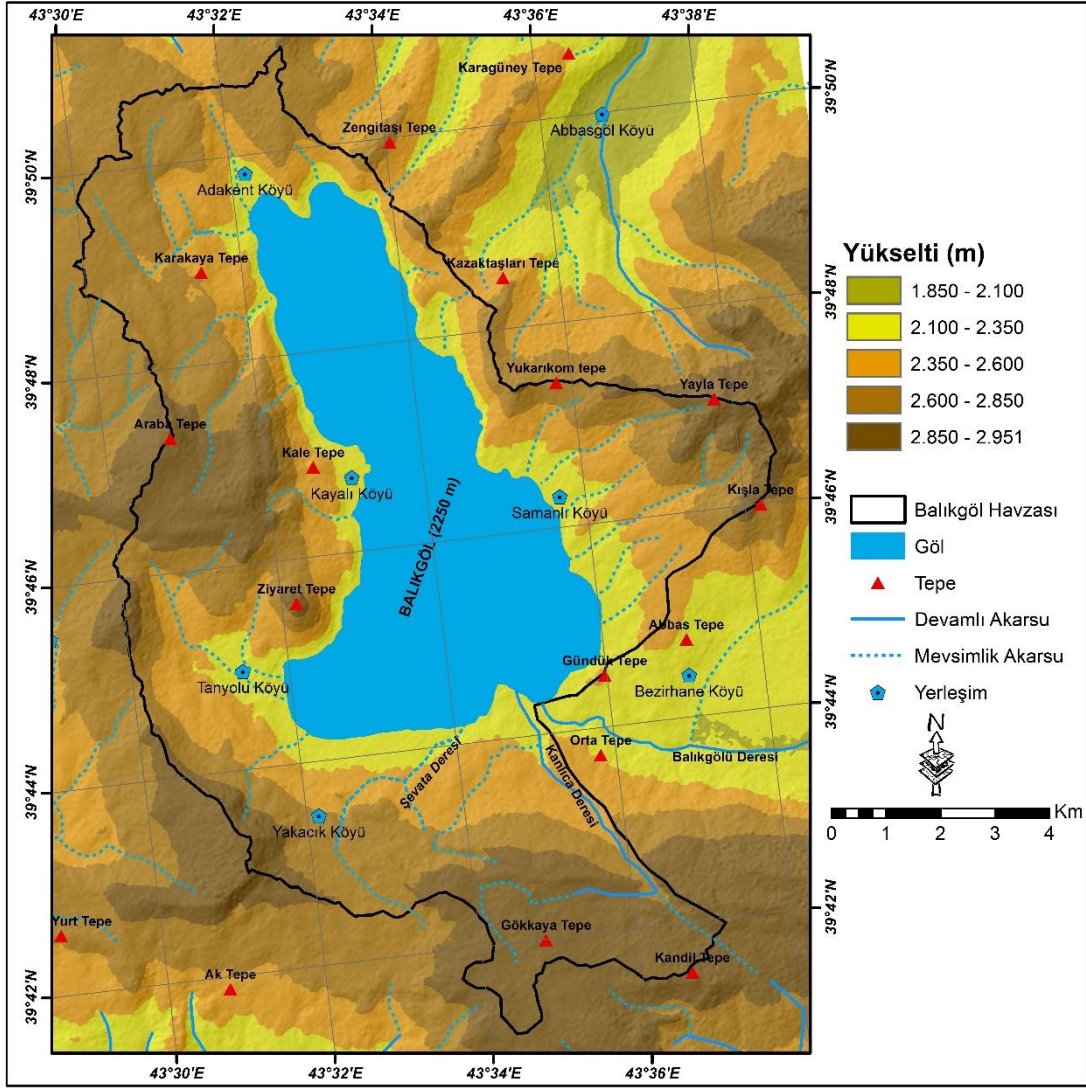 43°30'E 43°32'E 43°34'E 43°36'E 43°38'E
Karagüney Tepe
39°50'N
Abbasgöl Köyü
Zengitaşı Tepe
39°50'N
Adakent Köyü
Karakaya Tepe
Kazaktaşları Tepe
39°48'N
Yukarıkom tepe
Yayla Tepe
39°48'N
Araba Tepe
Kale Tepe
Kayalı Köyü
Kışla Tepe
39°46'N
Samanlı Köyü
BALIKGÖL (2250 m)
39°46'N
Ziyaret Tepe
Abbas Tepe
Gündük Tepe
Tanyolu Köyü
Bezirhane Köyü
39°44'N
Orta Tepe
Balıkgölü Deresi
Kanlıca Deresi
Şevata Deresi
39°44'N
Yakacık Köyü
39°42'N
Yurt Tepe
Gökkaya Tepe
Kandil Tepe
Ak Tepe
39°42'N
43°30'E 43°32'E 43°34'E 43°36'E
Yükselti (m)
1.850 - 2.100
2.100 - 2.350
2.350 - 2.600
2.600 - 2.850
2.850 - 2.951
Balıkgöl Havzası
Göl
Tepe
Devamlı Akarsu
Mevsimlik Akarsu
Yerleşim
N
Km
0 1 2 3 4